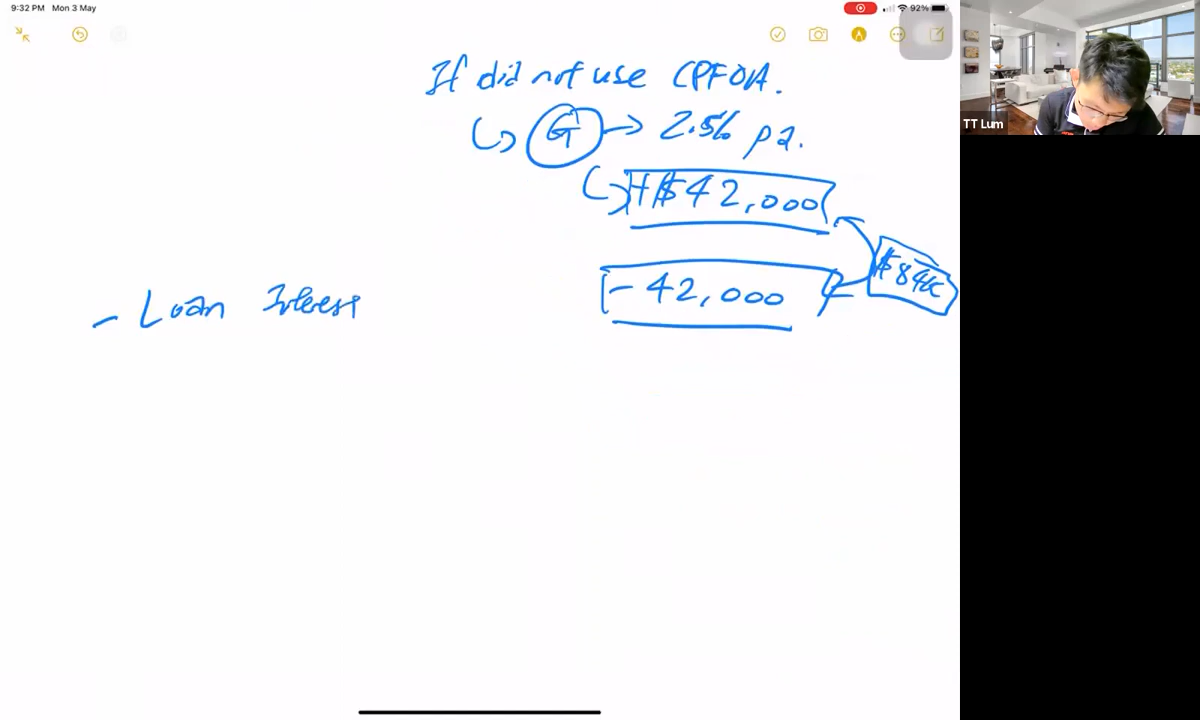 9:32 PM Mon 3 May
92%
If did not use CPFOA.
G → 2.5% pa.
+$42,000
$84k
-42,000
- Loan Interest
TT Lum